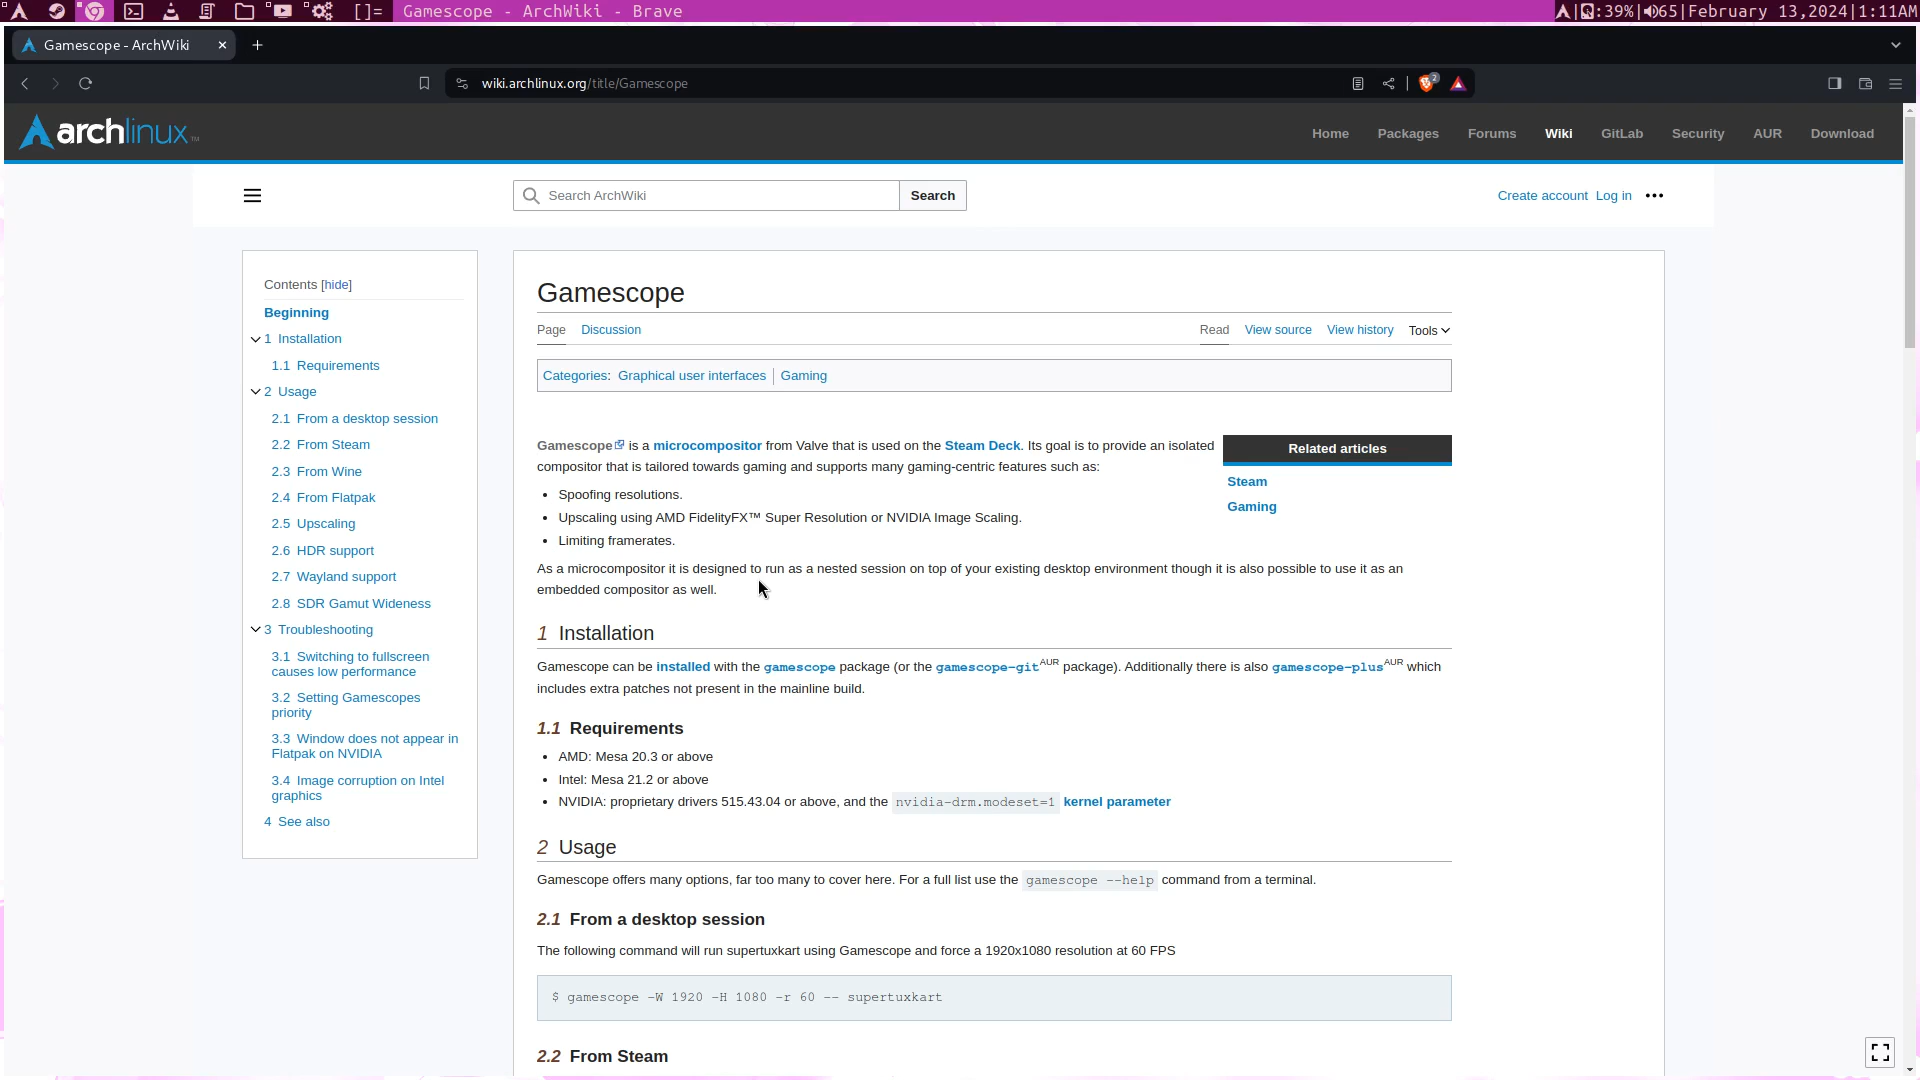 []= Gamescope - ArchWiki - Brave
:39%| 65|February 13,2024|1:11AM
Gamescope - ArchWiki
wiki.archlinux.org/title/Gamescope
2
archlinux™
Home Packages Forums Wiki GitLab Security AUR Download
Search ArchWiki Search
Create account Log in
Contents [hide]
Beginning
1 Installation
1.1 Requirements
2 Usage
2.1 From a desktop session
2.2 From Steam
2.3 From Wine
2.4 From Flatpak
2.5 Upscaling
2.6 HDR support
2.7 Wayland support
2.8 SDR Gamut Wideness
3 Troubleshooting
3.1 Switching to fullscreen
causes low performance
3.2 Setting Gamescopes
priority
3.3 Window does not appear in
Flatpak on NVIDIA
3.4 Image corruption on Intel
graphics
4 See also
Gamescope
Page Discussion Read View source View history Tools
Categories: Graphical user interfaces | Gaming
Gamescope is a microcompositor from Valve that is used on the Steam Deck. Its goal is to provide an isolated
compositor that is tailored towards gaming and supports many gaming-centric features such as:
• Spoofing resolutions.
• Upscaling using AMD FidelityFX™ Super Resolution or NVIDIA Image Scaling.
• Limiting framerates.
Related articles
Steam
Gaming
As a microcompositor it is designed to run as a nested session on top of your existing desktop environment though it is also possible to use it as an
embedded compositor as well.
1 Installation
Gamescope can be installed with the gamescope package (or the gamescope-git AUR package). Additionally there is also gamescope-plus AUR which
includes extra patches not present in the mainline build.
1.1 Requirements
• AMD: Mesa 20.3 or above
• Intel: Mesa 21.2 or above
• NVIDIA: proprietary drivers 515.43.04 or above, and the nvidia-drm.modeset=1 kernel parameter
2 Usage
Gamescope offers many options, far too many to cover here. For a full list use the gamescope --help command from a terminal.
2.1 From a desktop session
The following command will run supertuxkart using Gamescope and force a 1920x1080 resolution at 60 FPS
$ gamescope -W 1920 -H 1080 -r 60 -- supertuxkart
2.2 From Steam